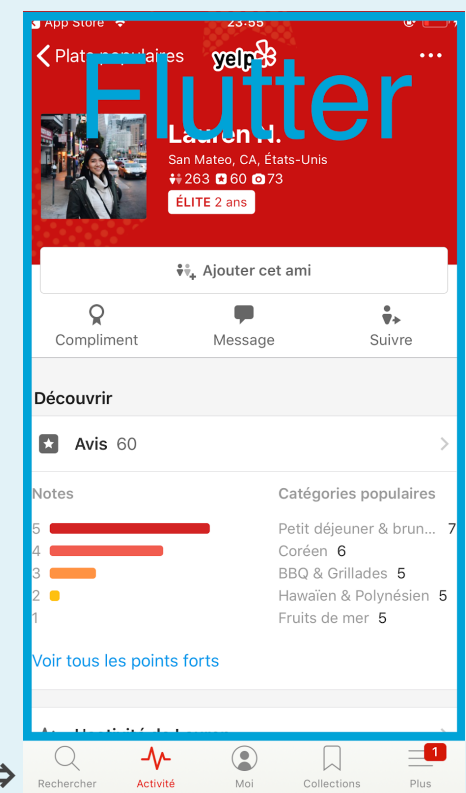 App Store 23:55
Plats populaires yelp
Flutter
Lauren N.
San Mateo, CA, États-Unis
263 60 73
ÉLITE 2 ans
Ajouter cet ami
Compliment Message Suivre
Découvrir
Avis 60
Notes Catégories populaires
5 Petit déjeuner & brun... 7
4 Coréen 6
3 BBQ & Grillades 5
2 Hawaïen & Polynésien 5
1 Fruits de mer 5
Voir tous les points forts
1
Rechercher Activité Moi Collections Plus